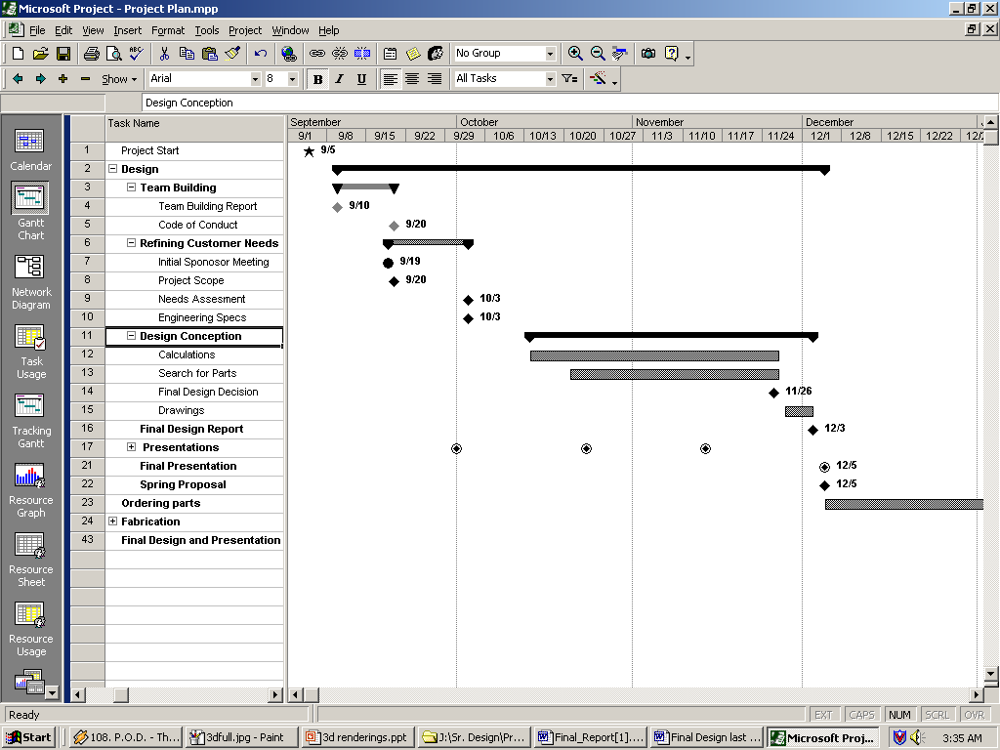 Microsoft Project - Project Plan.mpp
File Edit View Insert Format Tools Project Window Help
No Group
Show Arial 8 B I U All Tasks
Design Conception
Task Name
September October November December
9/1 9/8 9/15 9/22 9/29 10/6 10/13 10/20 10/27 11/3 11/10 11/17 11/24 12/1 12/8 12/15 12/22
1 Project Start 9/5
2 Design
3 Team Building
4 Team Building Report 9/10
5 Code of Conduct 9/20
6 Refining Customer Needs
7 Initial Sponosor Meeting 9/19
8 Project Scope 9/20
9 Needs Assesment 10/3
10 Engineering Specs 10/3
11 Design Conception
12 Calculations
13 Search for Parts
14 Final Design Decision 11/26
15 Drawings
16 Final Design Report 12/3
17 Presentations
21 Final Presentation 12/5
22 Spring Proposal 12/5
23 Ordering parts
24 Fabrication
43 Final Design and Presentation
Calendar
Gantt
Chart
Network
Diagram
Task
Usage
Tracking
Gantt
Resource
Graph
Resource
Sheet
Resource
Usage
Ready EXT CAPS NUM SCRL OVR
Start 108. P.O.D. - Th... 3dfull.jpg - Paint 3d renderings.ppt J:\Sr. Design\Pr... Final_Report[1].... Final Design last ... Microsoft Proj... 3:35 AM